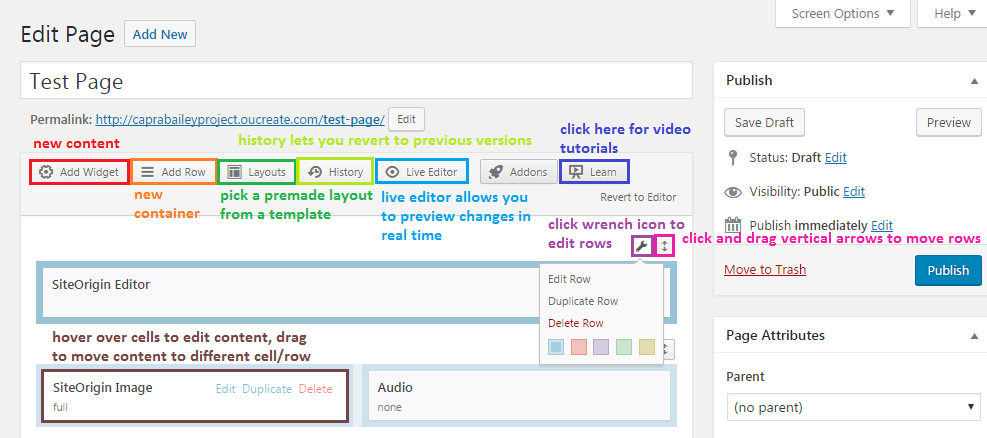 Screen Options
Help
Edit Page
Add New
Test Page
Permalink: http://caprabaileyproject.oucreate.com/test-page/
Edit
new content
history lets you revert to previous versions
click here for video
tutorials
Add Widget
Add Row
Layouts
History
Live Editor
Addons
Learn
new
container
pick a premade layout
from a template
live editor allows you
to preview changes in
real time
Revert to Editor
click wrench icon to
edit rows
click and drag vertical arrows to move rows
SiteOrigin Editor
Edit Row
Duplicate Row
Delete Row
hover over cells to edit content, drag
to move content to different cell/row
SiteOrigin Image
Edit Duplicate Delete
full
Audio
none
Publish
Save Draft
Preview
Status: Draft Edit
Visibility: Public Edit
Publish immediately Edit
Move to Trash
Publish
Page Attributes
Parent
(no parent)